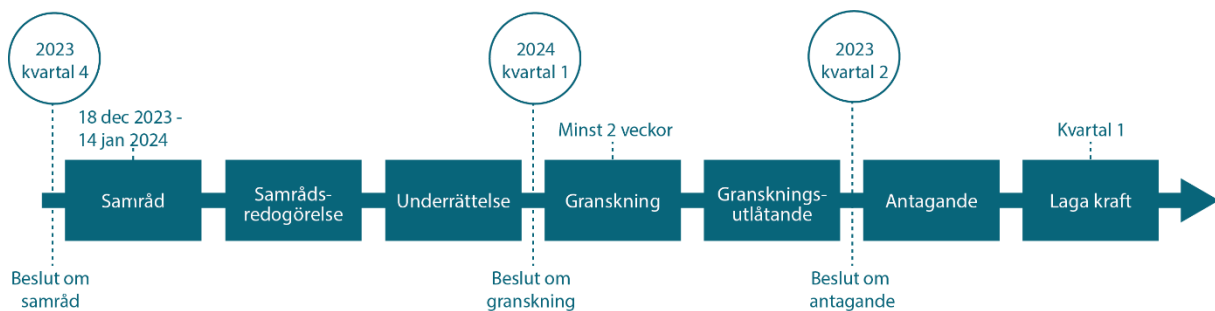 2023
kvartal 4
2024
kvartal 1
2023
kvartal 2
18 dec 2023 -
14 jan 2024
Minst 2 veckor
Kvartal 1
Samråd
Samråds-
redogörelse
Underrättelse
Granskning
Gransknings-
utlåtande
Antagande
Laga kraft
Beslut om
samråd
Beslut om
granskning
Beslut om
antagande